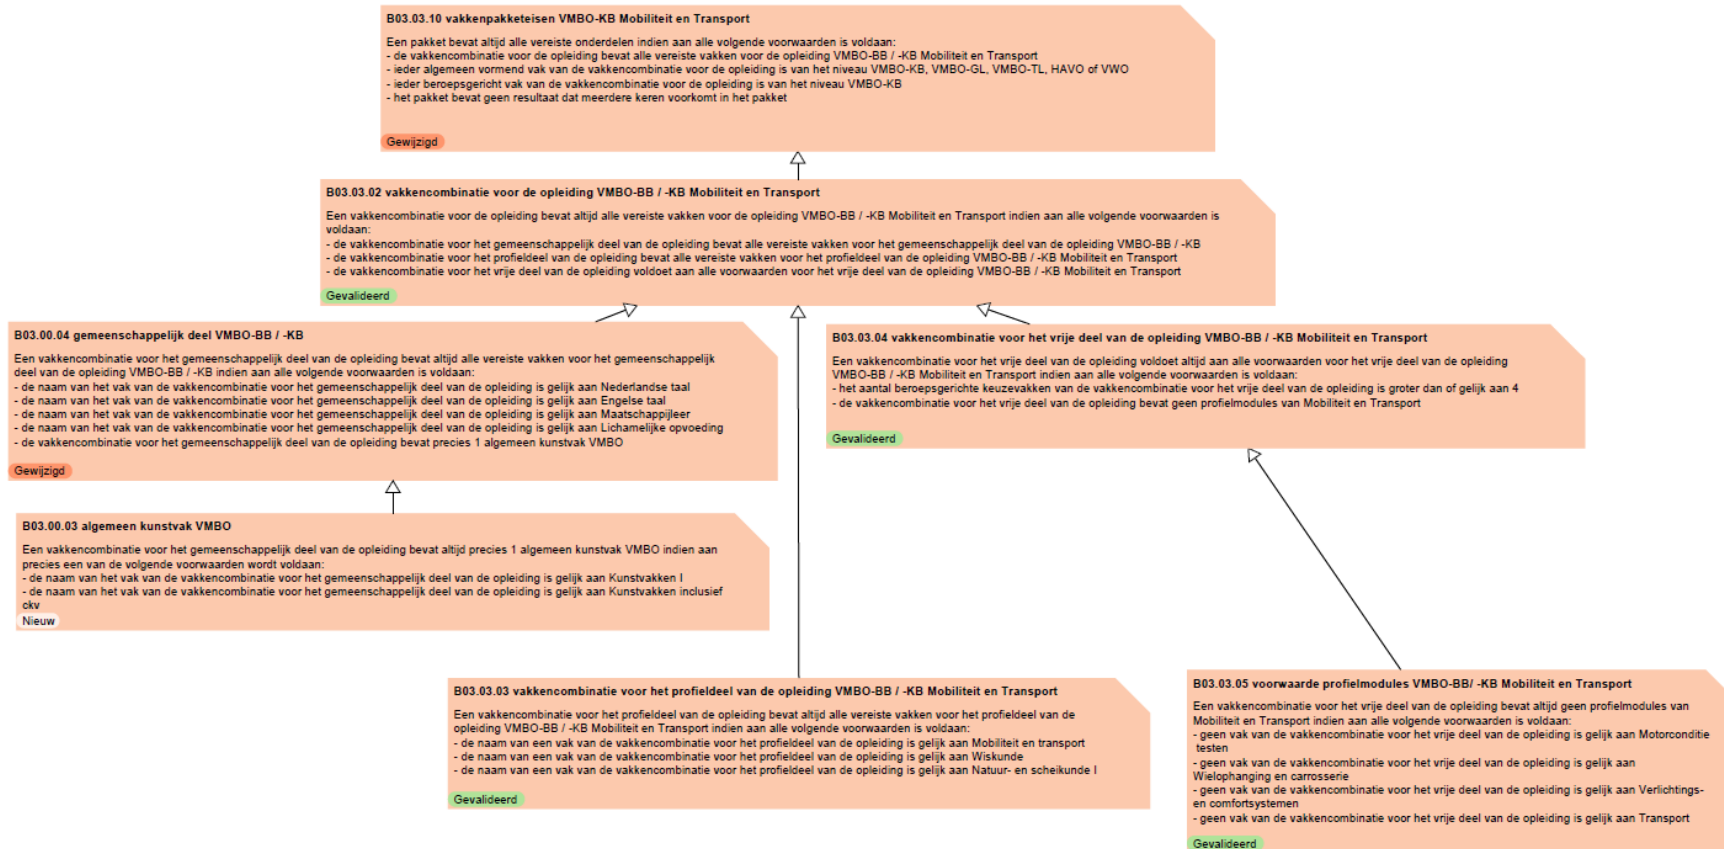 B03.03.10 vakkenpakketeisen VMBO-KB Mobiliteit en Transport
Een pakket bevat altijd alle vereiste onderdelen indien aan alle volgende voorwaarden is voldaan:
- de vakkencombinatie voor de opleiding bevat alle vereiste vakken voor de opleiding VMBO-BB / -KB Mobiliteit en Transport
- ieder algemeen vormend vak van de vakkencombinatie voor de opleiding is van het niveau VMBO-KB, VMBO-GL, VMBO-TL, HAVO of VWO
- ieder beroepsgericht vak van de vakkencombinatie voor de opleiding is van het niveau VMBO-KB
- het pakket bevat geen resultaat dat meerdere keren voorkomt in het pakket
Gewijzigd
B03.03.02 vakkencombinatie voor de opleiding VMBO-BB / -KB Mobiliteit en Transport
Een vakkencombinatie voor de opleiding bevat altijd alle vereiste vakken voor de opleiding VMBO-BB / -KB Mobiliteit en Transport indien aan alle volgende voorwaarden is
voldaan:
- de vakkencombinatie voor het gemeenschappelijk deel van de opleiding bevat alle vereiste vakken voor het gemeenschappelijk deel van de opleiding VMBO-BB / -KB
- de vakkencombinatie voor het profieldeel van de opleiding bevat alle vereiste vakken voor het profieldeel van de opleiding VMBO-BB / -KB Mobiliteit en Transport
- de vakkencombinatie voor het vrije deel van de opleiding voldoet aan alle voorwaarden voor het vrije deel van de opleiding VMBO-BB / -KB Mobiliteit en Transport
Gevalideerd
B03.00.04 gemeenschappelijk deel VMBO-BB / -KB
Een vakkencombinatie voor het gemeenschappelijk deel van de opleiding bevat altijd alle vereiste vakken voor het gemeenschappelijk
deel van de opleiding VMBO-BB / -KB indien aan alle volgende voorwaarden is voldaan:
- de naam van het vak van de vakkencombinatie voor het gemeenschappelijk deel van de opleiding is gelijk aan Nederlandse taal
- de naam van het vak van de vakkencombinatie voor het gemeenschappelijk deel van de opleiding is gelijk aan Engelse taal
- de naam van het vak van de vakkencombinatie voor het gemeenschappelijk deel van de opleiding is gelijk aan Maatschappijleer
- de naam van het vak van de vakkencombinatie voor het gemeenschappelijk deel van de opleiding is gelijk aan Lichamelijke opvoeding
- de vakkencombinatie voor het gemeenschappelijk deel van de opleiding bevat precies 1 algemeen kunstvak VMBO
Gewijzigd
B03.03.04 vakkencombinatie voor het vrije deel van de opleiding VMBO-BB / -KB Mobiliteit en Transport
Een vakkencombinatie voor het vrije deel van de opleiding voldoet altijd aan alle voorwaarden voor het vrije deel van de opleiding
VMBO-BB / -KB Mobiliteit en Transport indien aan alle volgende voorwaarden is voldaan:
- het aantal beroepsgerichte keuzevakken van de vakkencombinatie voor het vrije deel van de opleiding is groter dan of gelijk aan 4
- de vakkencombinatie voor het vrije deel van de opleiding bevat geen profielmodules van Mobiliteit en Transport
Gevalideerd
B03.00.03 algemeen kunstvak VMBO
Een vakkencombinatie voor het gemeenschappelijk deel van de opleiding bevat altijd precies 1 algemeen kunstvak VMBO indien aan
precies een van de volgende voorwaarden wordt voldaan:
- de naam van het vak van de vakkencombinatie voor het gemeenschappelijk deel van de opleiding is gelijk aan Kunstvakken I
- de naam van het vak van de vakkencombinatie voor het gemeenschappelijk deel van de opleiding is gelijk aan Kunstvakken inclusief
ckv
Nieuw
B03.03.03 vakkencombinatie voor het profieldeel van de opleiding VMBO-BB / -KB Mobiliteit en Transport
Een vakkencombinatie voor het profieldeel van de opleiding bevat altijd alle vereiste vakken voor het profieldeel van de
opleiding VMBO-BB / -KB Mobiliteit en Transport indien aan alle volgende voorwaarden is voldaan:
- de naam van een vak van de vakkencombinatie voor het profieldeel van de opleiding is gelijk aan Mobiliteit en transport
- de naam van een vak van de vakkencombinatie voor het profieldeel van de opleiding is gelijk aan Wiskunde
- de naam van een vak van de vakkencombinatie voor het profieldeel van de opleiding is gelijk aan Natuur- en scheikunde I
Gevalideerd
B03.03.05 voorwaarde profielmodules VMBO-BB/ -KB Mobiliteit en Transport
Een vakkencombinatie voor het vrije deel van de opleiding bevat altijd geen profielmodules van
Mobiliteit en Transport indien aan alle volgende voorwaarden is voldaan:
- geen vak van de vakkencombinatie voor het vrije deel van de opleiding is gelijk aan Motorconditie
testen
- geen vak van de vakkencombinatie voor het vrije deel van de opleiding is gelijk aan
Wielophanging en carrosserie
- geen vak van de vakkencombinatie voor het vrije deel van de opleiding is gelijk aan Verlichtings-
en comfortsystemen
- geen vak van de vakkencombinatie voor het vrije deel van de opleiding is gelijk aan Transport
Gevalideerd